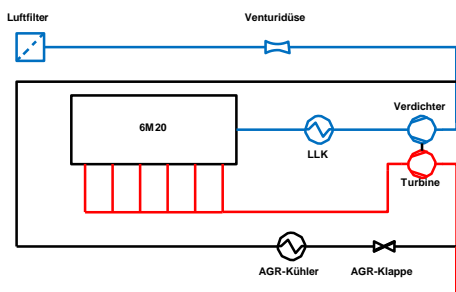 Luftfilter
Venturidüse
Verdichter
6M20
LLK
Turbine
AGR-Kühler
AGR-Klappe